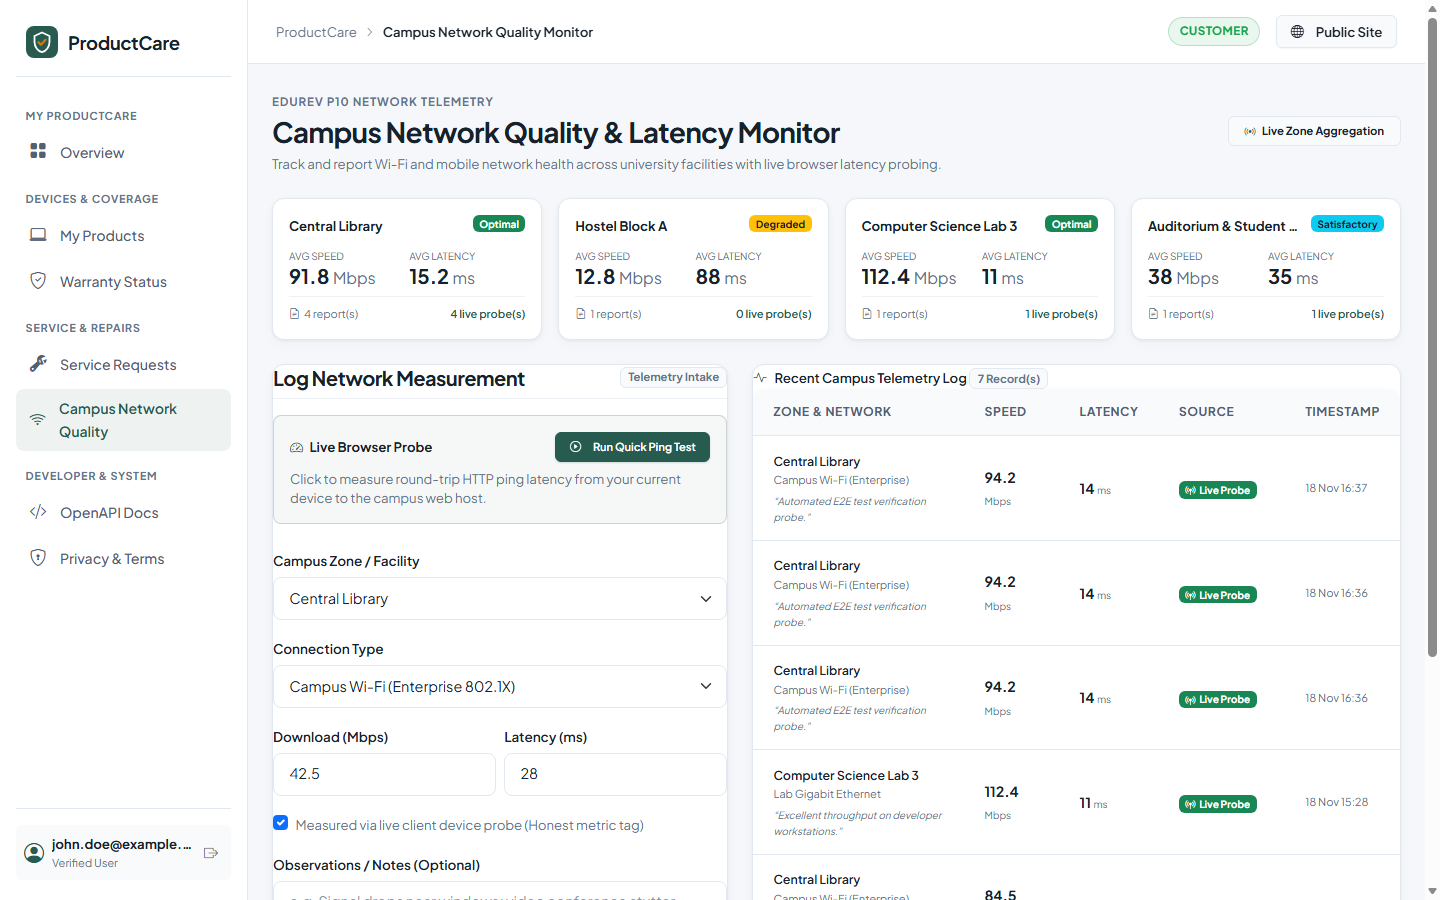 ProductCare
MY PRODUCTCARE
Overview
DEVICES & COVERAGE
My Products
Warranty Status
SERVICE & REPAIRS
Service Requests
Campus Network
Quality
DEVELOPER & SYSTEM
OpenAPI Docs
Privacy & Terms
john.doe@example....
Verified User
ProductCare > Campus Network Quality Monitor
CUSTOMER
Public Site
EDUREV P10 NETWORK TELEMETRY
Campus Network Quality & Latency Monitor
Track and report Wi-Fi and mobile network health across university facilities with live browser latency probing.
Live Zone Aggregation
Central Library Optimal
AVG SPEED AVG LATENCY
91.8 Mbps 15.2 ms
4 report(s) 4 live probe(s)
Hostel Block A Degraded
AVG SPEED AVG LATENCY
12.8 Mbps 88 ms
1 report(s) 0 live probe(s)
Computer Science Lab 3 Optimal
AVG SPEED AVG LATENCY
112.4 Mbps 11 ms
1 report(s) 1 live probe(s)
Auditorium & Student ... Satisfactory
AVG SPEED AVG LATENCY
38 Mbps 35 ms
1 report(s) 1 live probe(s)
Log Network Measurement Telemetry Intake
Live Browser Probe Run Quick Ping Test
Click to measure round-trip HTTP ping latency from your current
device to the campus web host.
Campus Zone / Facility
Central Library
Connection Type
Campus Wi-Fi (Enterprise 802.1X)
Download (Mbps) Latency (ms)
42.5 28
Measured via live client device probe (Honest metric tag)
Observations / Notes (Optional)
Recent Campus Telemetry Log 7 Record(s)
ZONE & NETWORK SPEED LATENCY SOURCE TIMESTAMP
Central Library
Campus Wi-Fi (Enterprise)
"Automated E2E test verification
probe."
94.2
Mbps
14 ms
Live Probe
18 Nov 16:37
Central Library
Campus Wi-Fi (Enterprise)
"Automated E2E test verification
probe."
94.2
Mbps
14 ms
Live Probe
18 Nov 16:36
Central Library
Campus Wi-Fi (Enterprise)
"Automated E2E test verification
probe."
94.2
Mbps
14 ms
Live Probe
18 Nov 16:36
Computer Science Lab 3
Lab Gigabit Ethernet
"Excellent throughput on developer
workstations."
112.4
Mbps
11 ms
Live Probe
18 Nov 15:28
Central Library
Campus Wi-Fi (Enterprise)
84.5